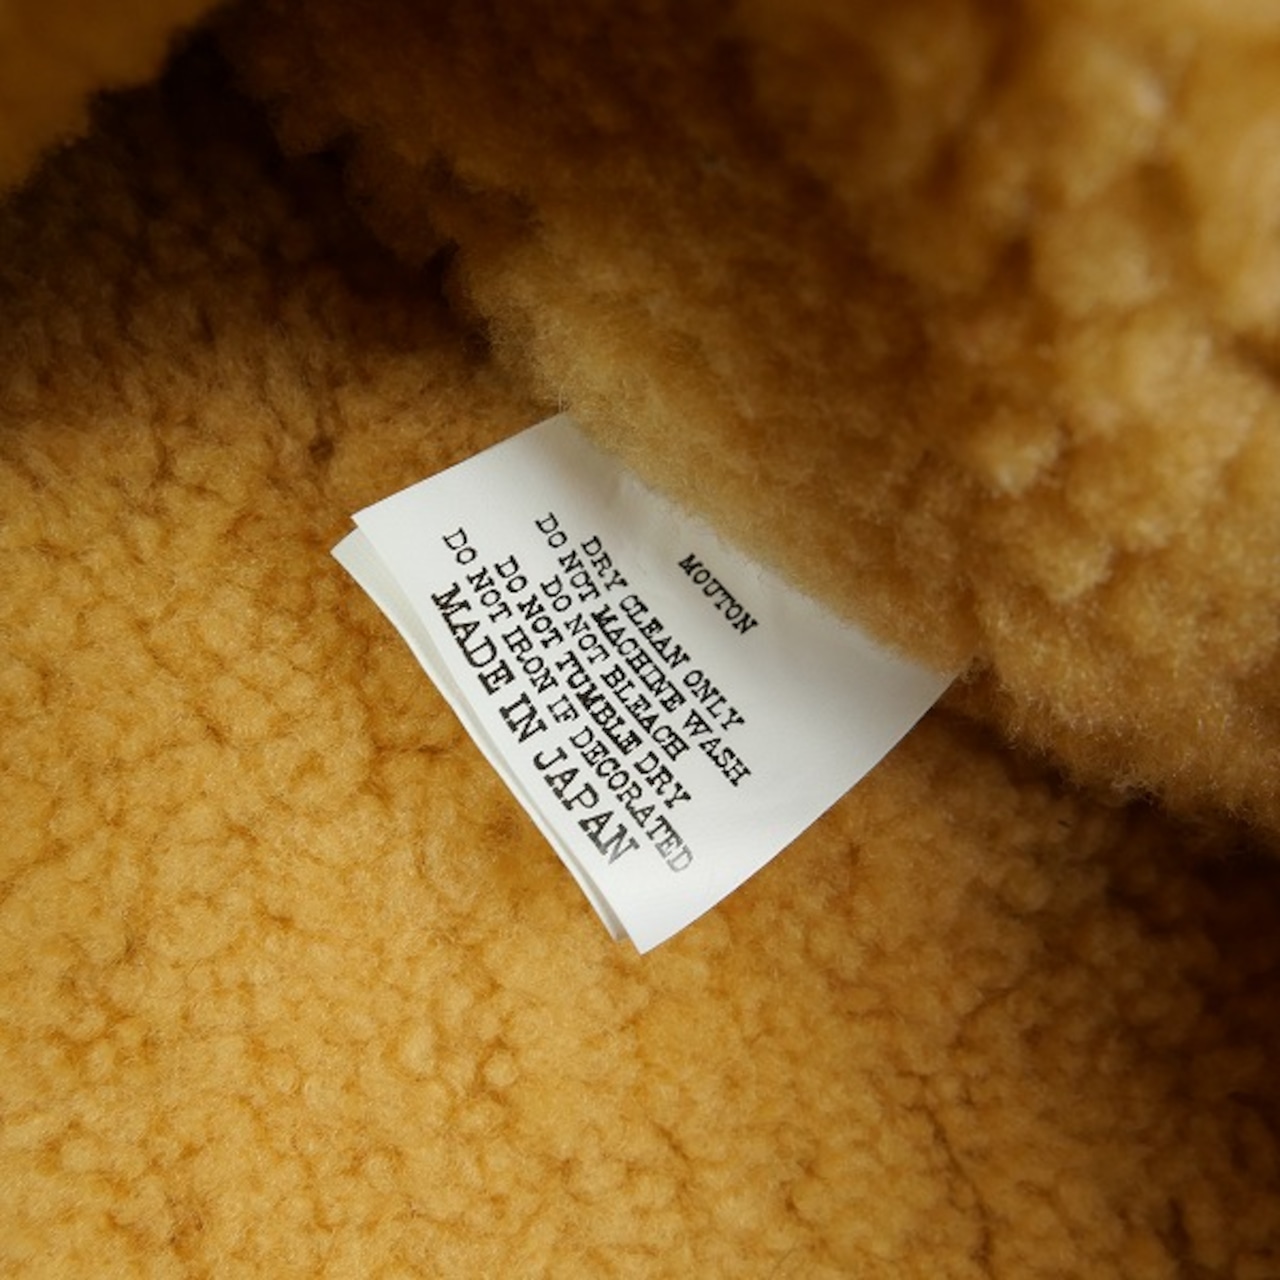 MOUTON
DRY CLEAN ONLY
DO NOT MACHINE WASH
DO NOT BLEACH
DO NOT TUMBLE DRY
DO NOT IRON IF DECORATED
MADE IN JAPAN